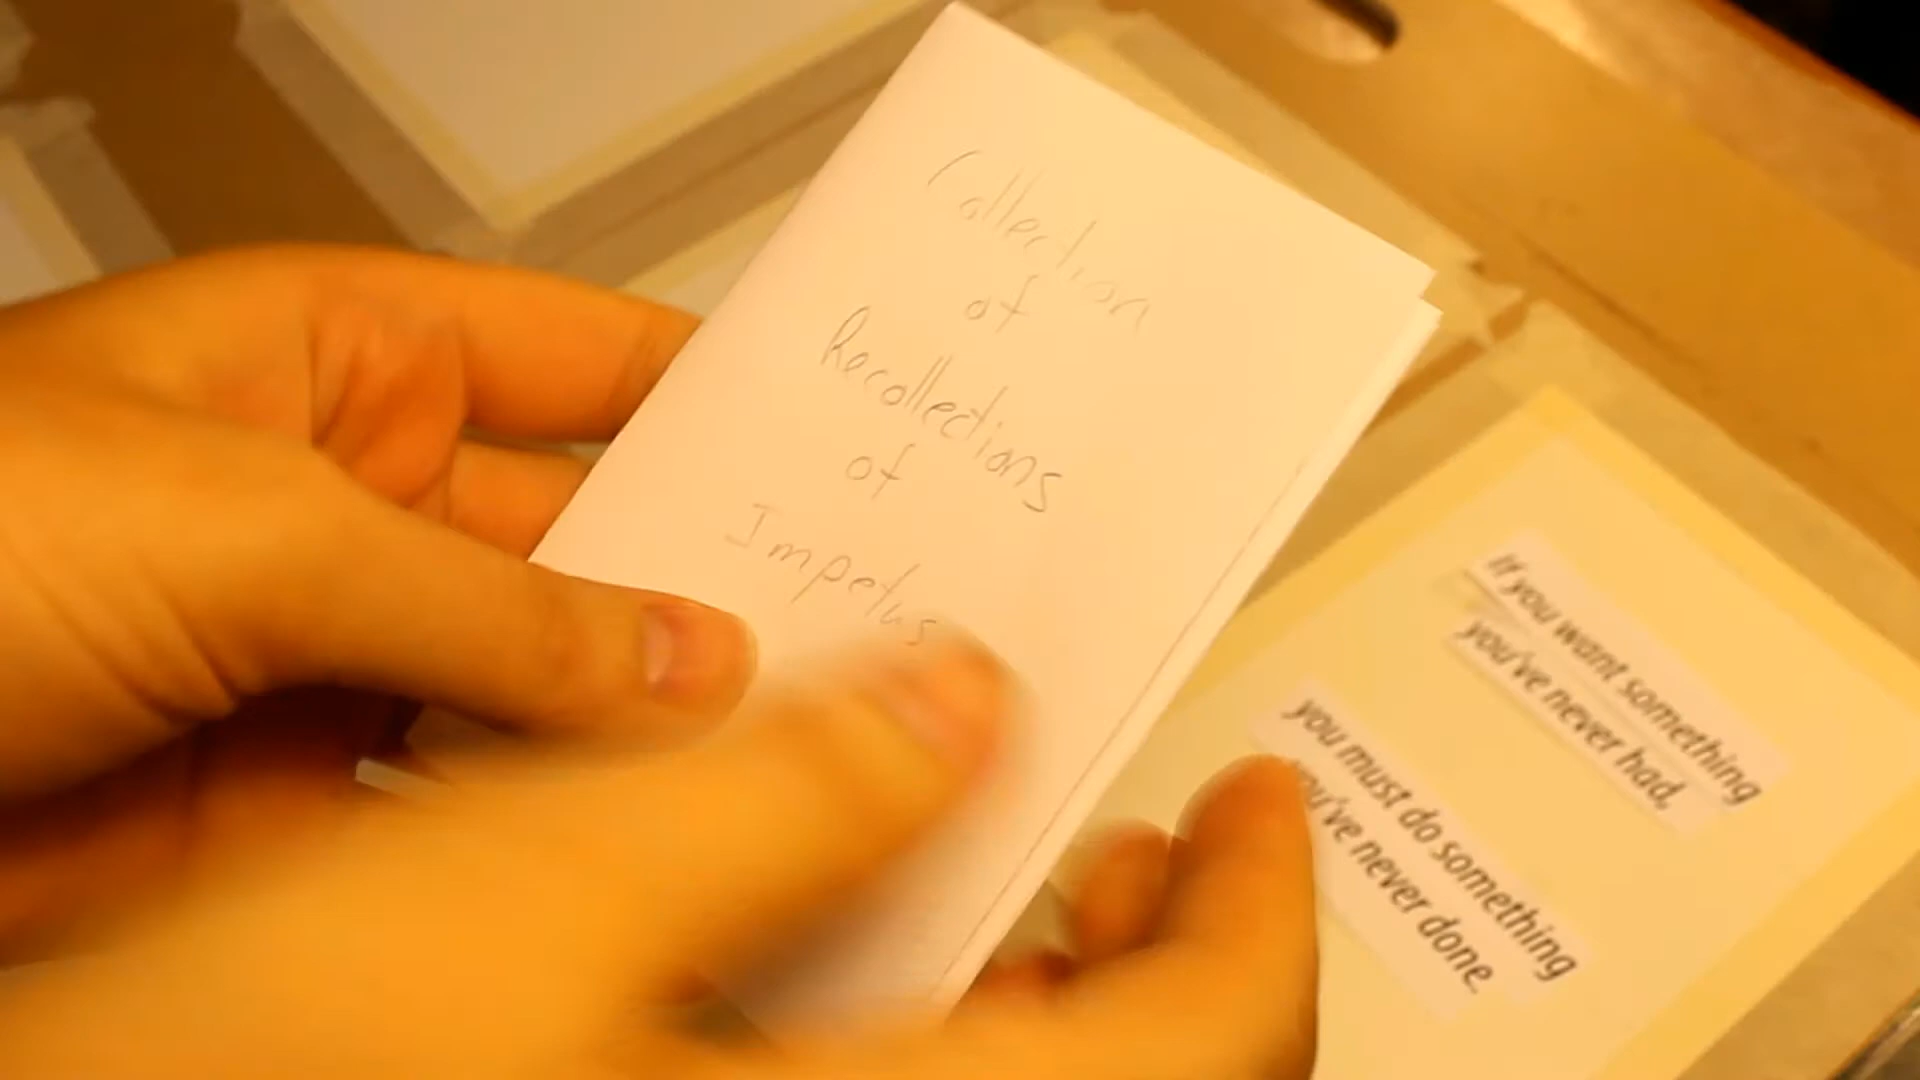 Collection
of
Recollections
of
Impetus
If you want something
you've never had,
you must do something
you've never done.